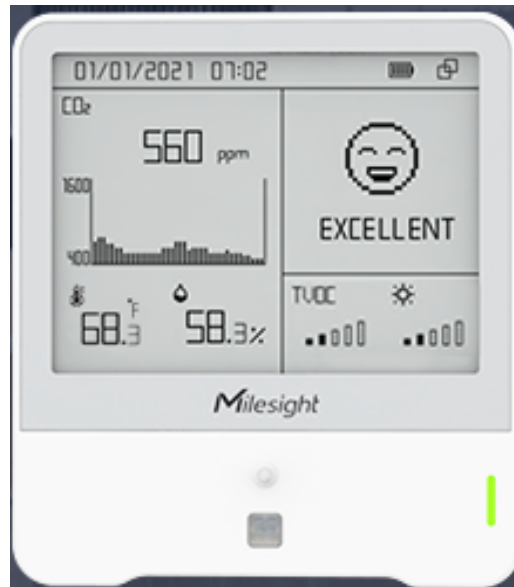 01/01/2021 07:02
CO₂
560 ppm
1600
400
EXCELLENT
°F
68.3
58.3%
TVOC
Milesight